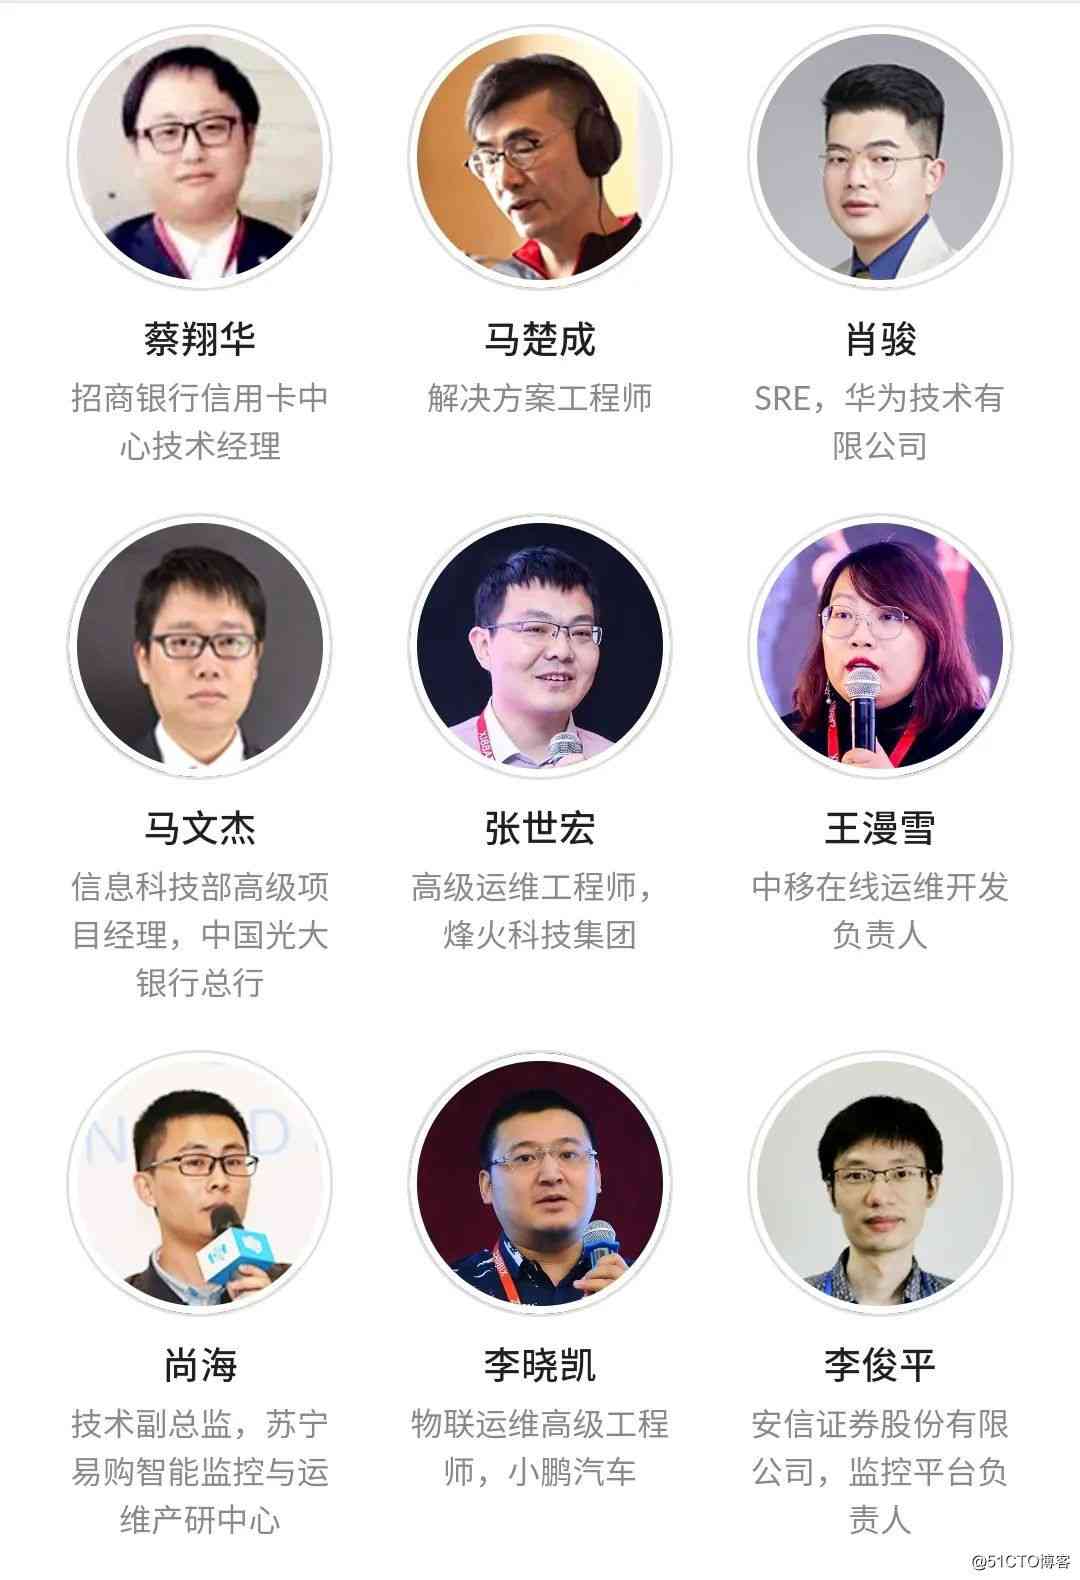 蔡翔华
招商银行信用卡中
心技术经理
马楚成
解决方案工程师
肖骏
SRE，华为技术有
限公司
马文杰
信息科技部高级项
目经理，中国光大
银行总行
张世宏
高级运维工程师，
烽火科技集团
王漫雪
中移在线运维开发
负责人
N D
尚海
技术副总监，苏宁
易购智能监控与运
维产研中心
李晓凯
物联运维高级工程
师，小鹏汽车
李俊平
安信证券股份有限
公司，监控平台负
责人
@51CTO博客